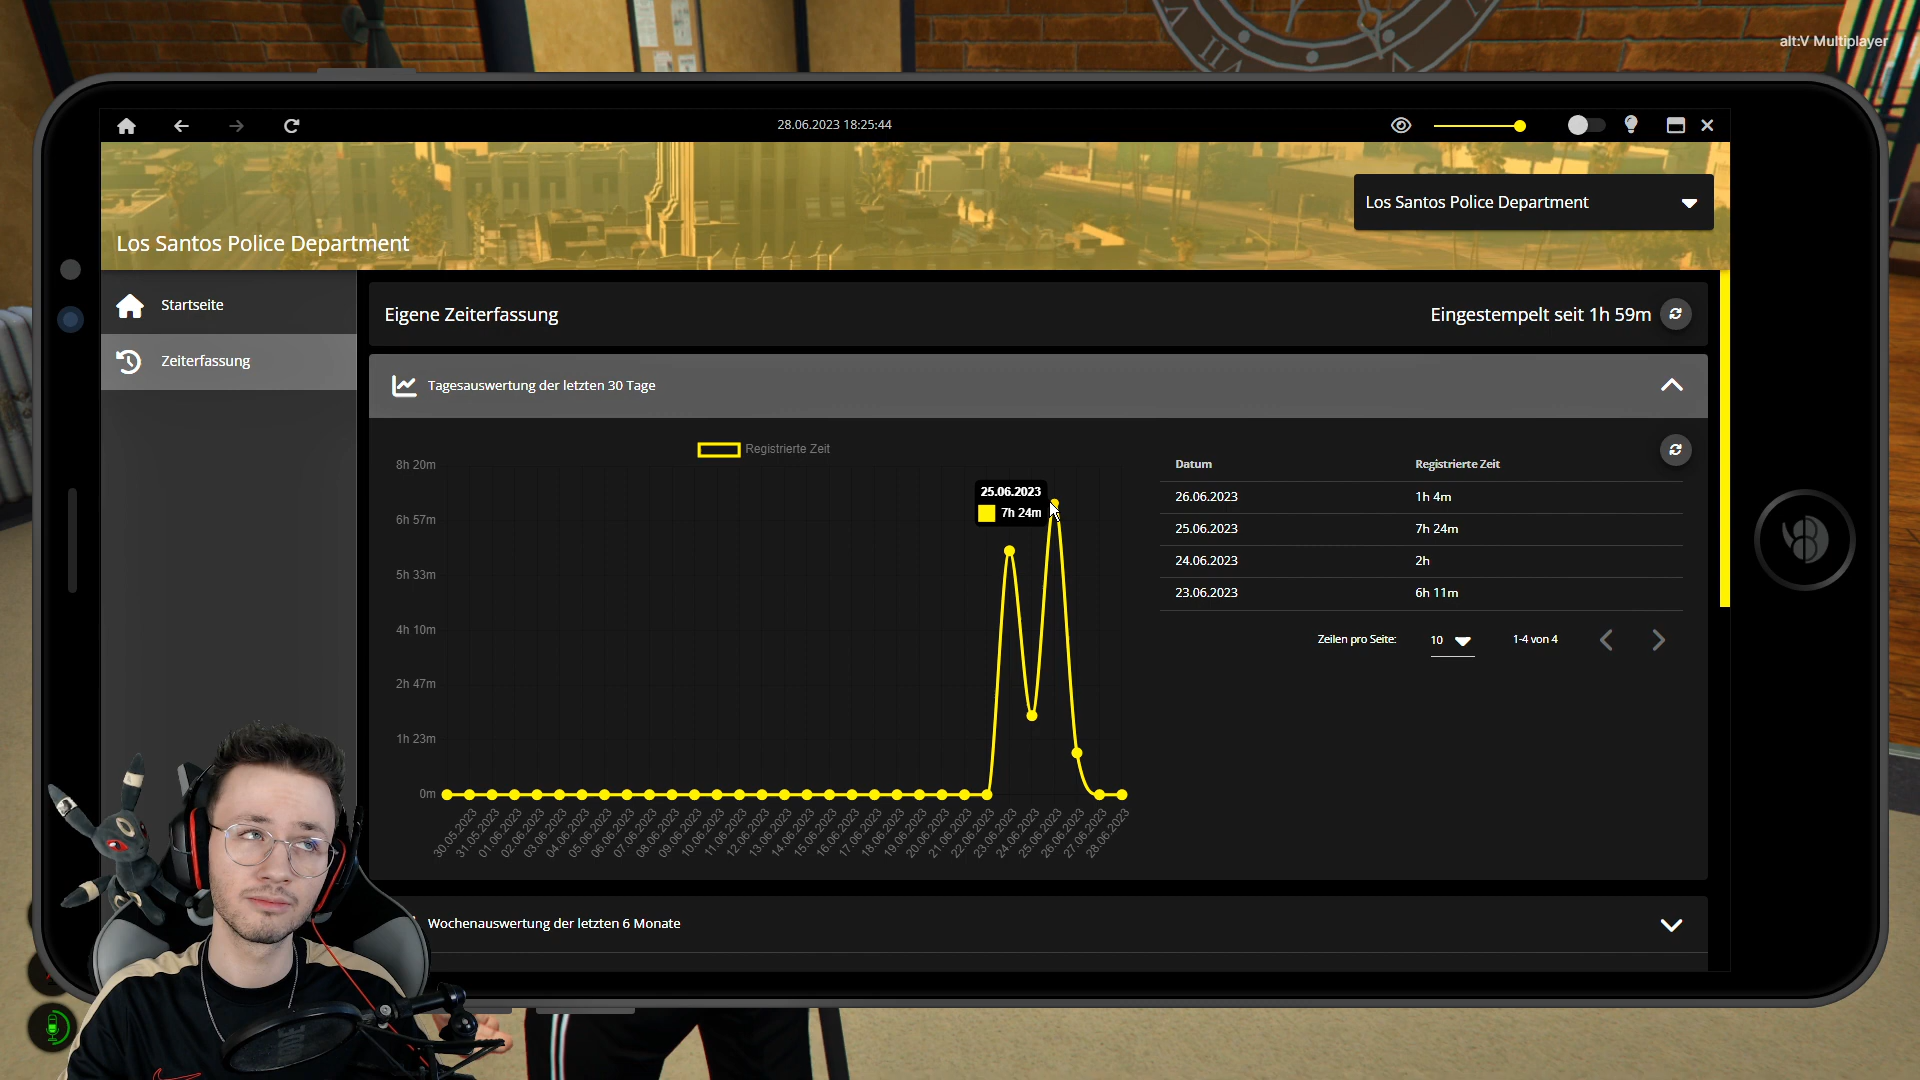 alt:V Multiplayer
28.06.2023 18:25:44
Los Santos Police Department
Los Santos Police Department
Startseite
Zeiterfassung
Eigene Zeiterfassung
Eingestempelt seit 1h 59m
Tagesauswertung der letzten 30 Tage
Registrierte Zeit
8h 20m
6h 57m
5h 33m
4h 10m
2h 47m
1h 23m
0m
25.06.2023
7h 24m
30.05.2023
31.05.2023
01.06.2023
02.06.2023
03.06.2023
04.06.2023
05.06.2023
06.06.2023
07.06.2023
08.06.2023
09.06.2023
10.06.2023
11.06.2023
12.06.2023
13.06.2023
14.06.2023
15.06.2023
16.06.2023
17.06.2023
18.06.2023
19.06.2023
20.06.2023
21.06.2023
22.06.2023
23.06.2023
24.06.2023
25.06.2023
26.06.2023
27.06.2023
28.06.2023
Datum Registrierte Zeit
26.06.2023 1h 4m
25.06.2023 7h 24m
24.06.2023 2h
23.06.2023 6h 11m
Zeilen pro Seite: 10 1-4 von 4
Wochenauswertung der letzten 6 Monate